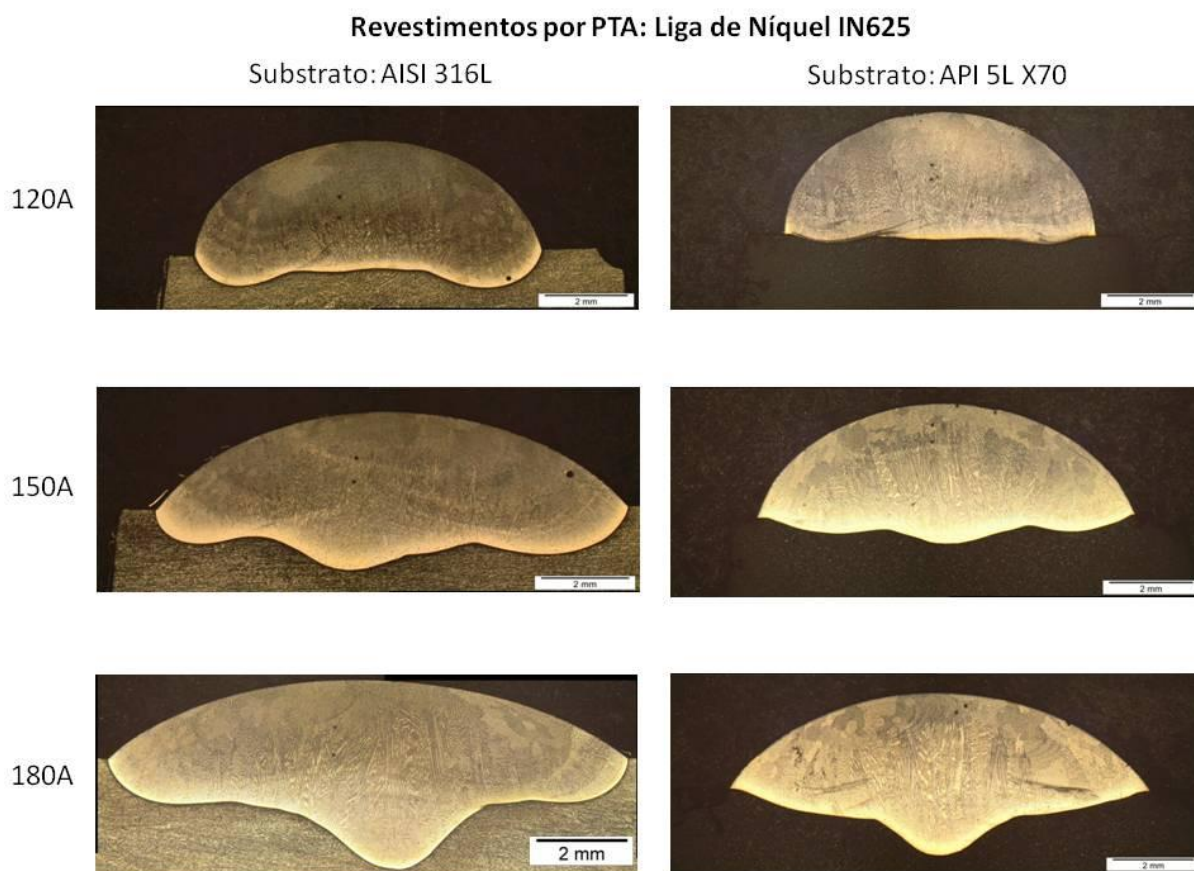 Revestimentos por PTA: Liga de Níquel IN625
Substrato: AISI 316L
Substrato: API 5L X70
120A
2 mm
2 mm
150A
2 mm
2 mm
180A
2 mm
2 mm